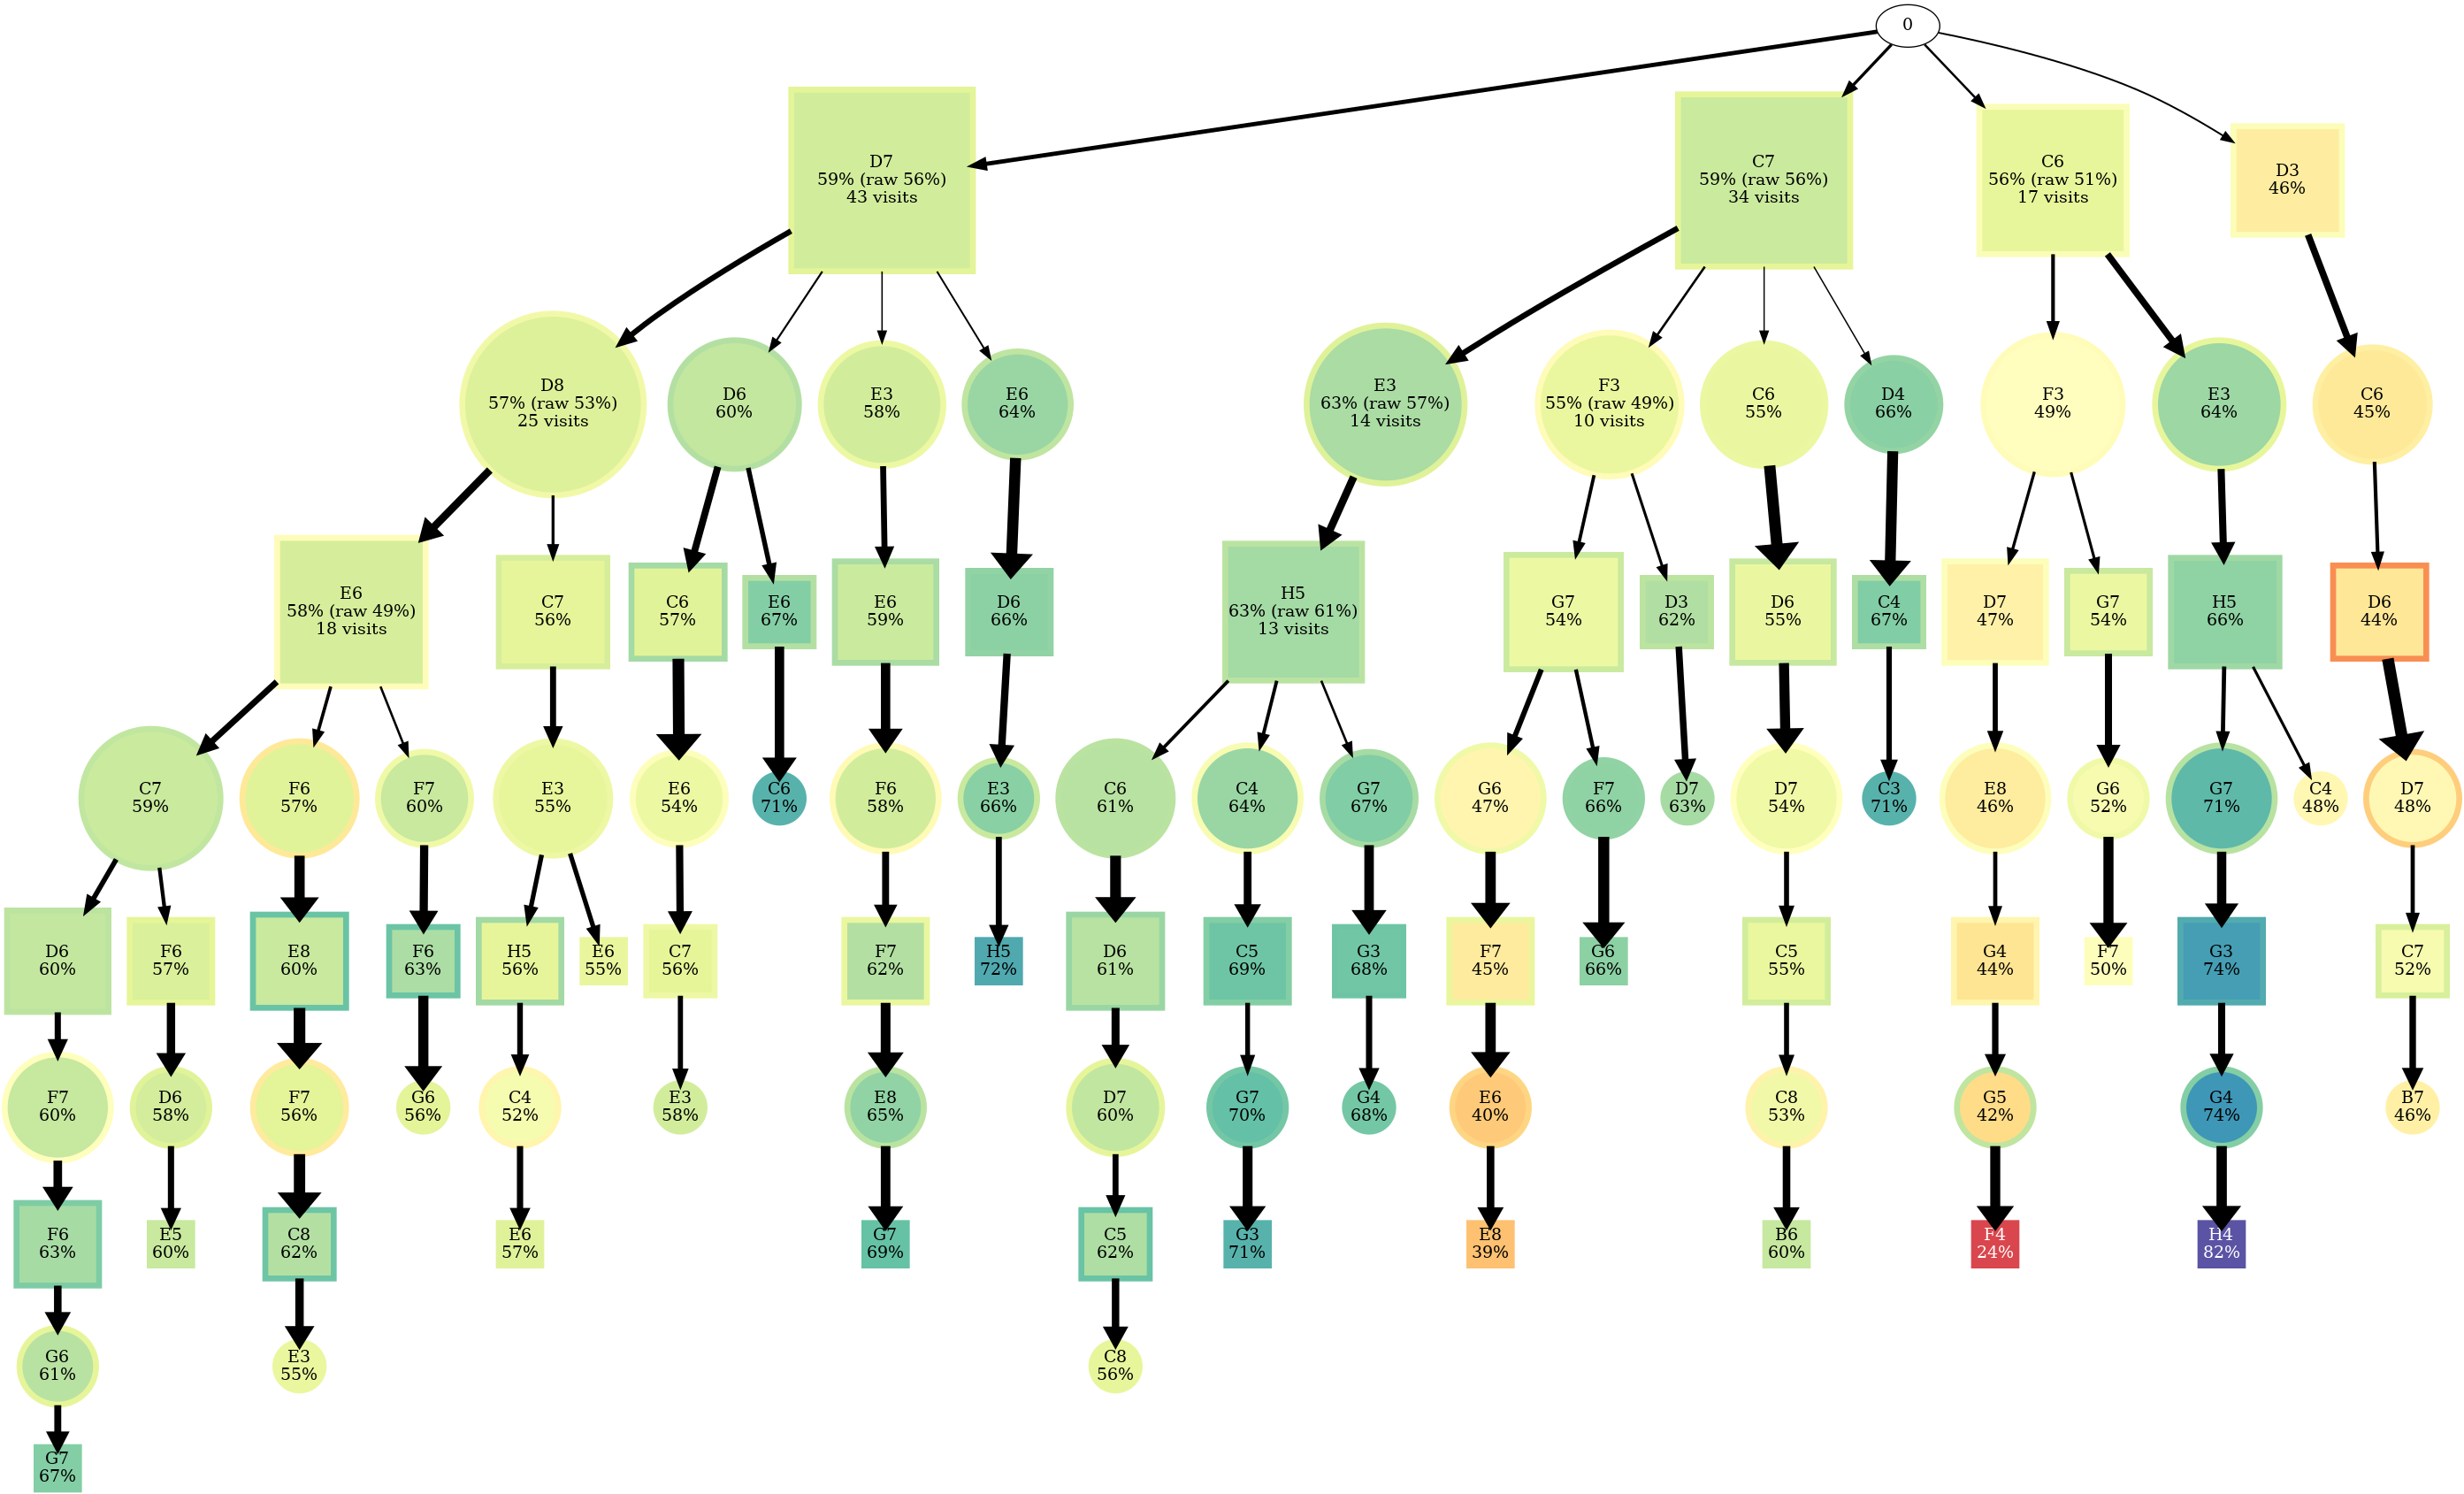 0
D7
59% (raw 56%)
43 visits
C7
59% (raw 56%)
34 visits
C6
56% (raw 51%)
17 visits
D3
46%
D8
57% (raw 53%)
25 visits
D6
60%
E3
58%
E6
64%
E3
63% (raw 57%)
14 visits
F3
55% (raw 49%)
10 visits
C6
55%
D4
66%
F3
49%
E3
64%
C6
45%
E6
58% (raw 49%)
18 visits
C7
56%
C6
57%
E6
67%
E6
59%
D6
66%
H5
63% (raw 61%)
13 visits
G7
54%
D3
62%
D6
55%
C4
67%
D7
47%
G7
54%
H5
66%
D6
44%
C7
59%
F6
57%
F7
60%
E3
55%
E6
54%
C6
71%
F6
58%
E3
66%
C6
61%
C4
64%
G7
67%
G6
47%
F7
66%
D7
63%
D7
54%
C3
71%
E8
46%
G6
52%
G7
71%
C4
48%
D7
48%
D6
60%
F6
57%
E8
60%
F6
63%
H5
56%
E6
55%
C7
56%
F7
62%
H5
72%
D6
61%
C5
69%
G3
68%
F7
45%
G6
66%
C5
55%
G4
44%
F7
50%
G3
74%
C7
52%
F7
60%
D6
58%
F7
56%
G6
56%
C4
52%
E3
58%
E8
65%
D7
60%
G7
70%
G4
68%
E6
40%
C8
53%
G5
42%
G4
74%
B7
46%
F6
63%
E5
60%
C8
62%
E6
57%
G7
69%
C5
62%
G3
71%
E8
39%
B6
60%
F4
24%
H4
82%
G6
61%
E3
55%
C8
56%
G7
67%